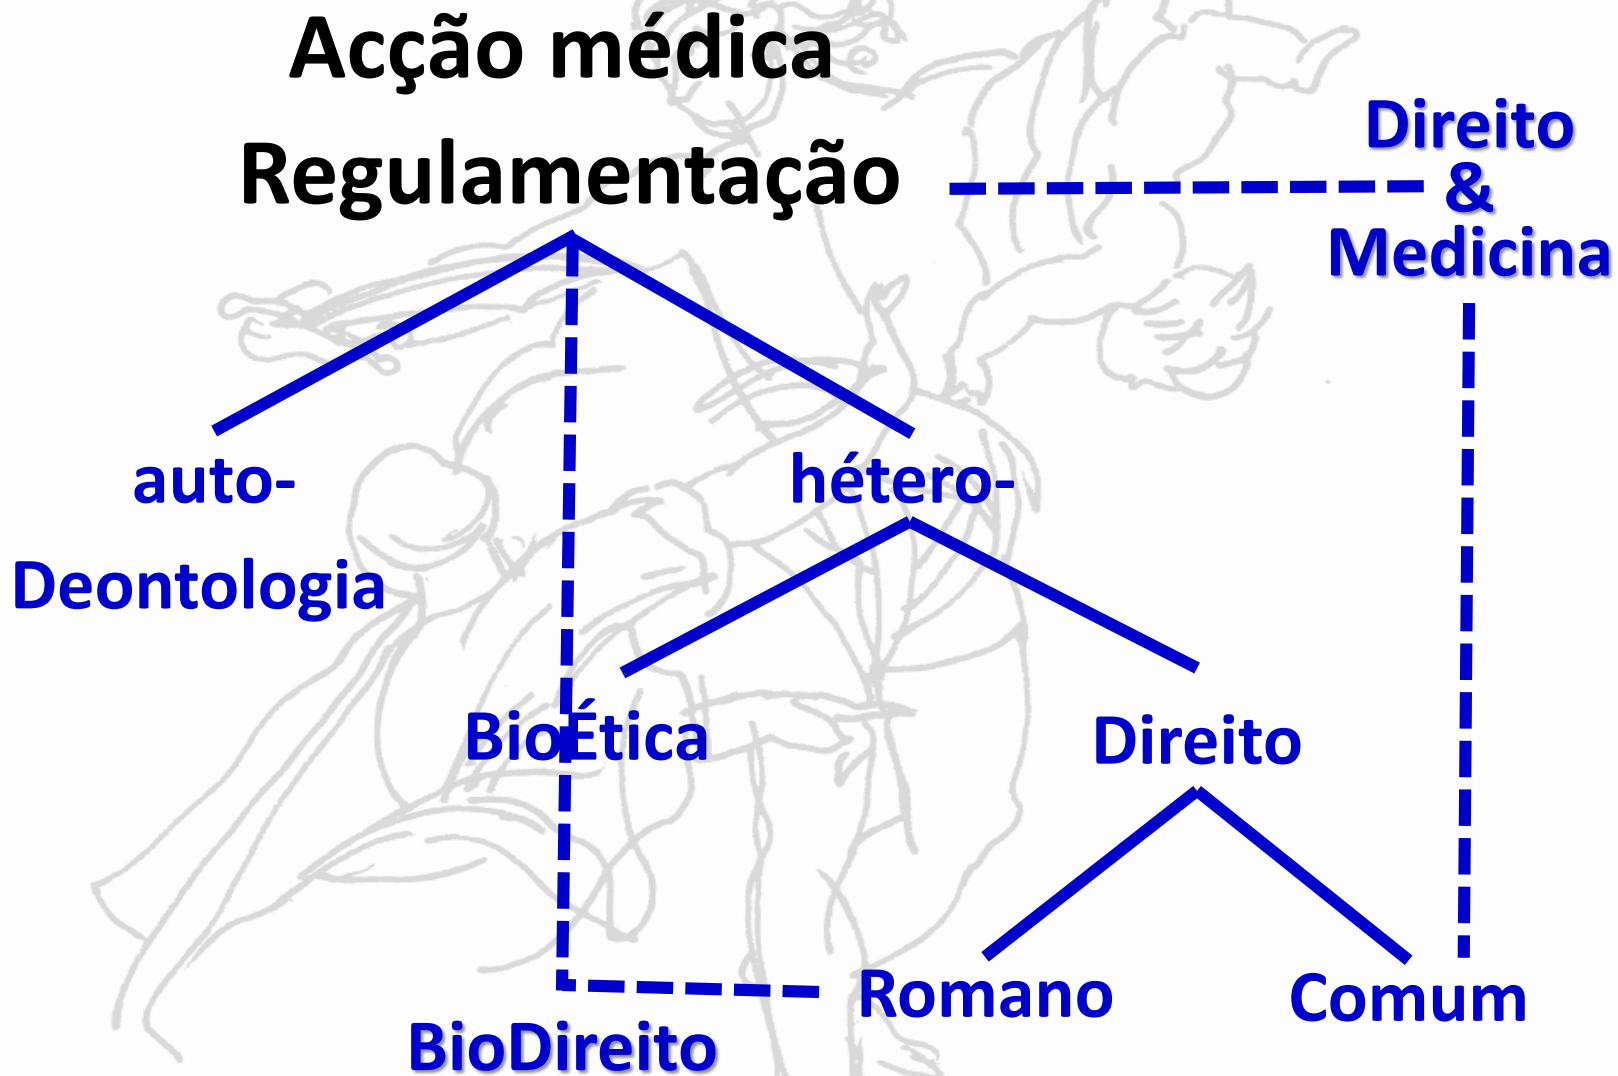 Acção médica
Regulamentação
Direito
&
Medicina
auto-
hétero-
Deontologia
BioÉtica
Direito
Romano
Comum
BioDireito